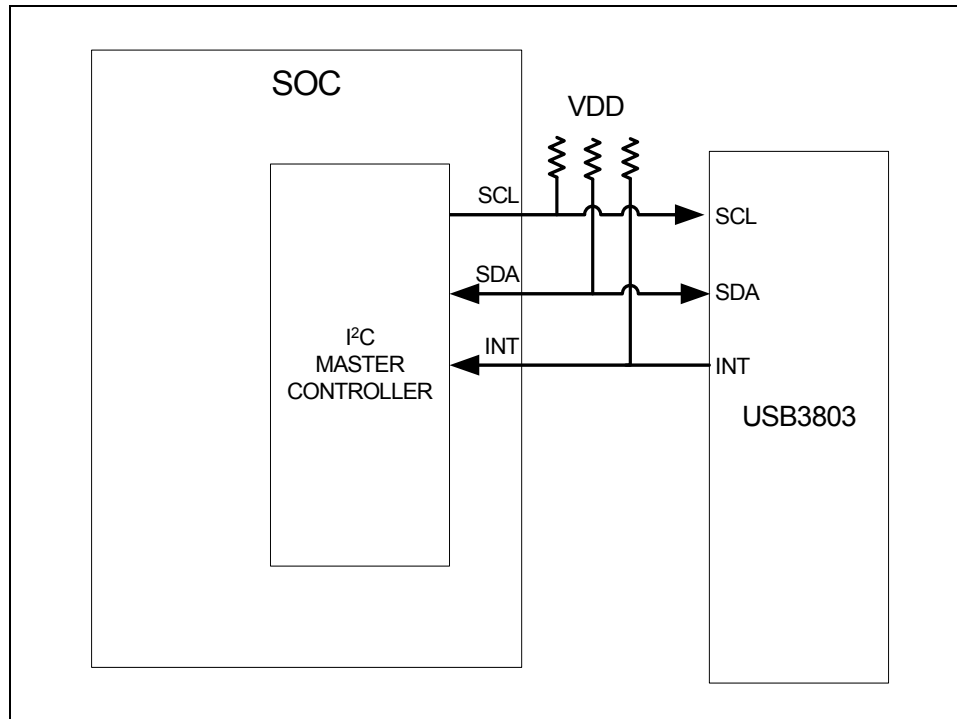 SOC
VDD
SCL
SCL
SDA
SDA
INT
INT
I²C
MASTER
CONTROLLER
USB3803